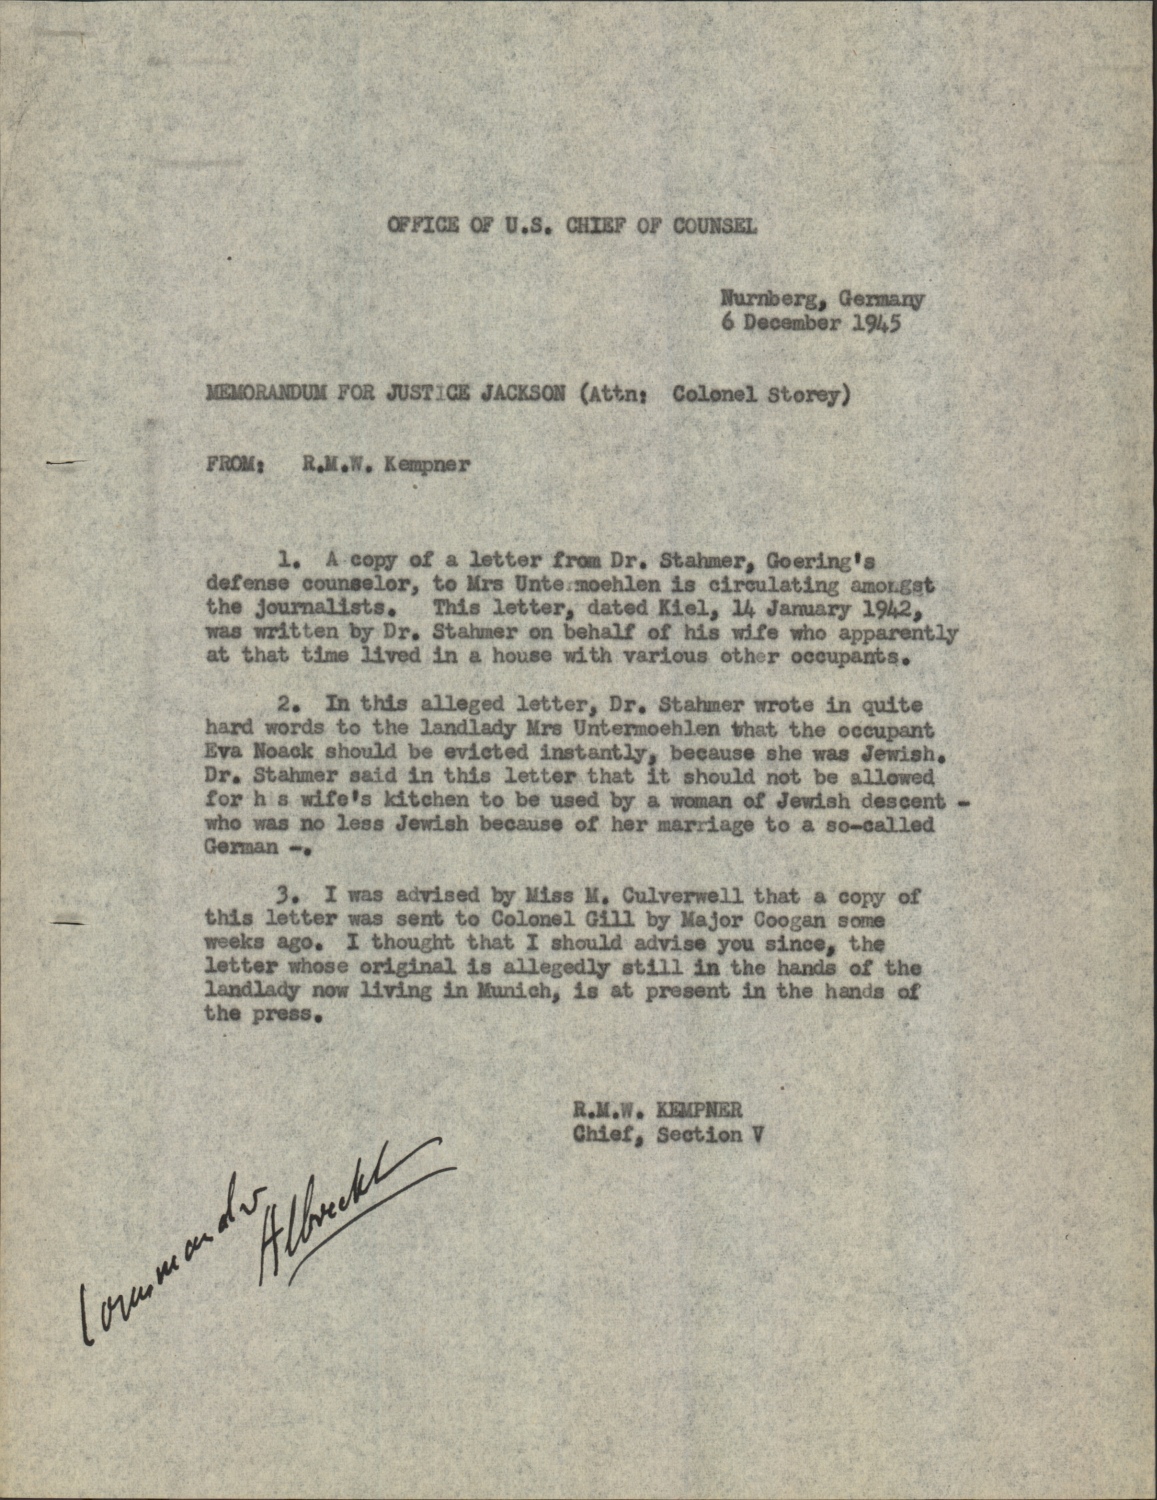 OFFICE OF U.S. CHIEF OF COUNSEL
Nurnberg, Germany
6 December 1945
MEMORANDUM FOR JUSTICE JACKSON (Attn: Colonel Storey)
FROM: R.M.W. Kempner
1. A copy of a letter from Dr. Stahmer, Goering's
defense counselor, to Mrs Untermoehlen is circulating amongst
the journalists. This letter, dated Kiel, 14 January 1942,
was written by Dr. Stahmer on behalf of his wife who apparently
at that time lived in a house with various other occupants.
2. In this alleged letter, Dr. Stahmer wrote in quite
hard words to the landlady Mrs Untermoehlen that the occupant
Eva Noack should be evicted instantly, because she was Jewish.
Dr. Stahmer said in this letter that it should not be allowed
for h s wife's kitchen to be used by a woman of Jewish descent -
who was no less Jewish because of her marriage to a so-called
German -.
3. I was advised by Miss M. Culverwell that a copy of
this letter was sent to Colonel Gill by Major Coogan some
weeks ago. I thought that I should advise you since, the
letter whose original is allegedly still in the hands of the
landlady now living in Munich, is at present in the hands of
the press.
R.M.W. KEMPNER
Chief, Section V
Commander
Albrecht